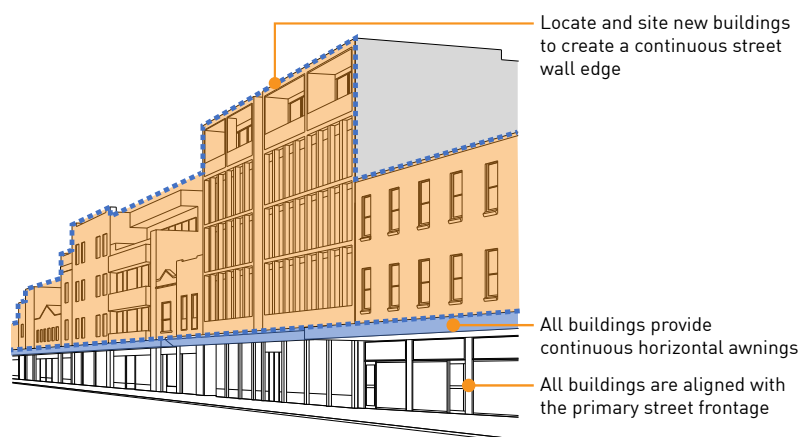 Locate and site new buildings
to create a continuous street
wall edge
All buildings provide
continuous horizontal awnings
All buildings are aligned with
the primary street frontage